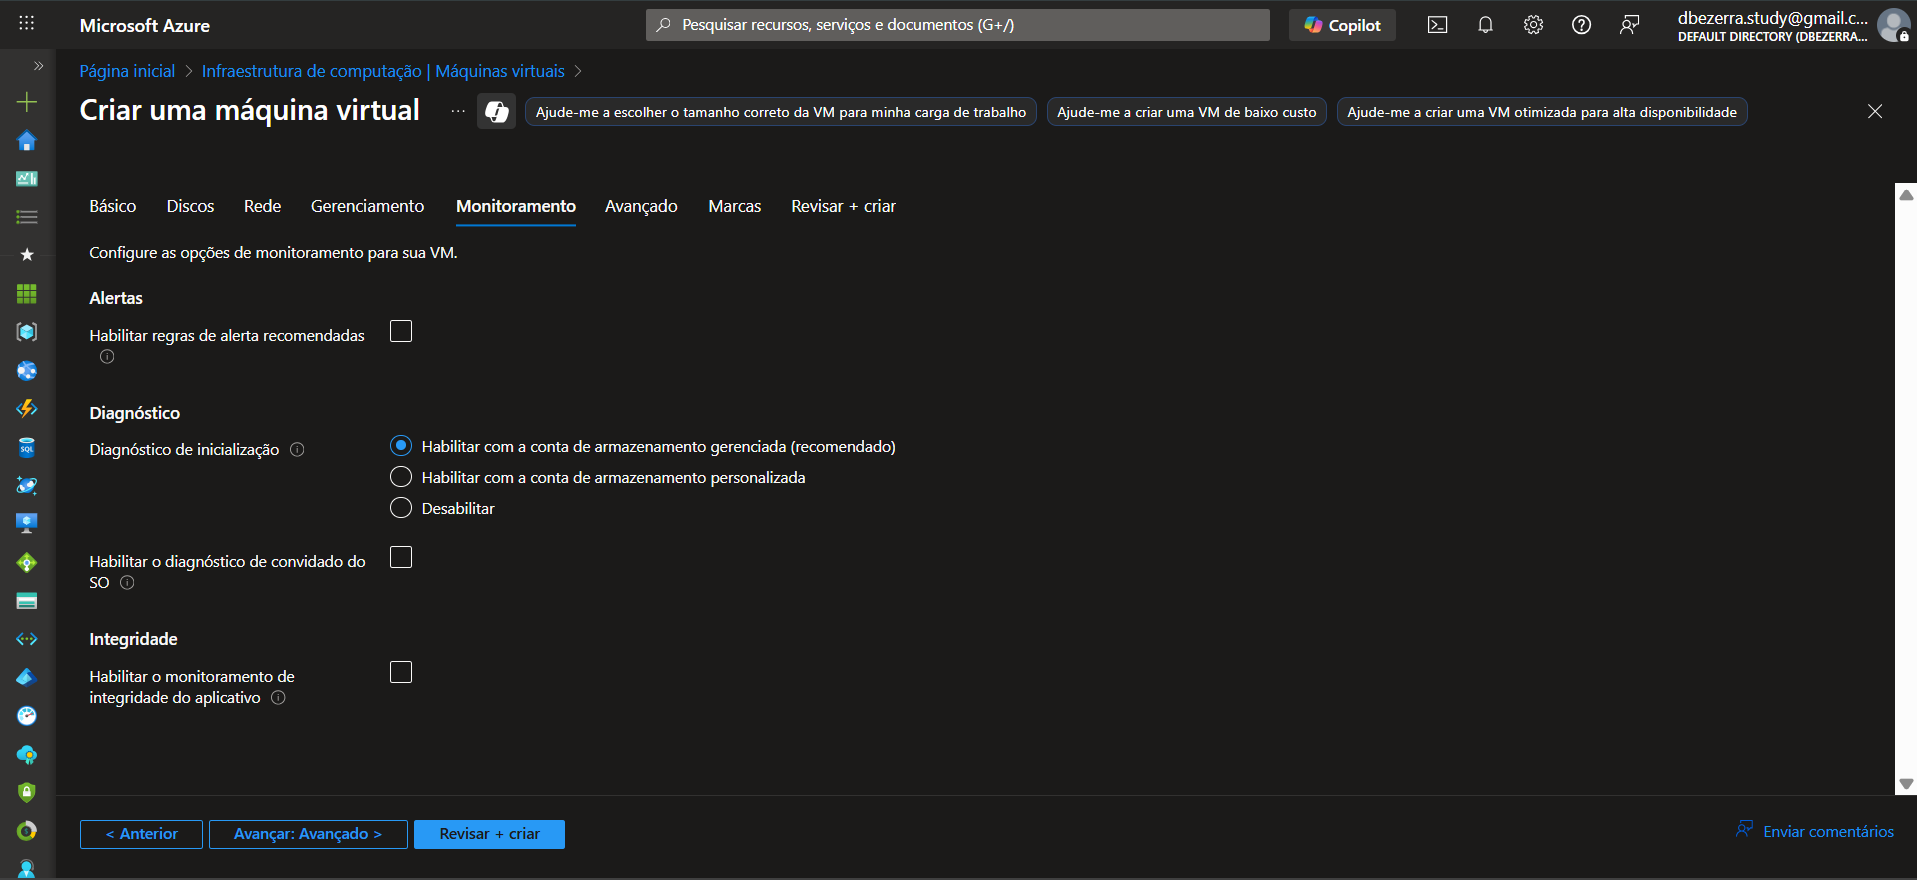 Microsoft Azure
Pesquisar recursos, serviços e documentos (G+/)
Copilot
dbezerra.study@gmail.c...
DEFAULT DIRECTORY (DBEZERRA...
Página inicial > Infraestrutura de computação | Máquinas virtuais >
Criar uma máquina virtual ...
Ajude-me a escolher o tamanho correto da VM para minha carga de trabalho
Ajude-me a criar uma VM de baixo custo
Ajude-me a criar uma VM otimizada para alta disponibilidade
Básico Discos Rede Gerenciamento Monitoramento Avançado Marcas Revisar + criar
Configure as opções de monitoramento para sua VM.
Alertas
Habilitar regras de alerta recomendadas
Diagnóstico
Diagnóstico de inicialização
Habilitar com a conta de armazenamento gerenciada (recomendado)
Habilitar com a conta de armazenamento personalizada
Desabilitar
Habilitar o diagnóstico de convidado do
SO
Integridade
Habilitar o monitoramento de
integridade do aplicativo
< Anterior
Avançar: Avançado >
Revisar + criar
Enviar comentários
SQL